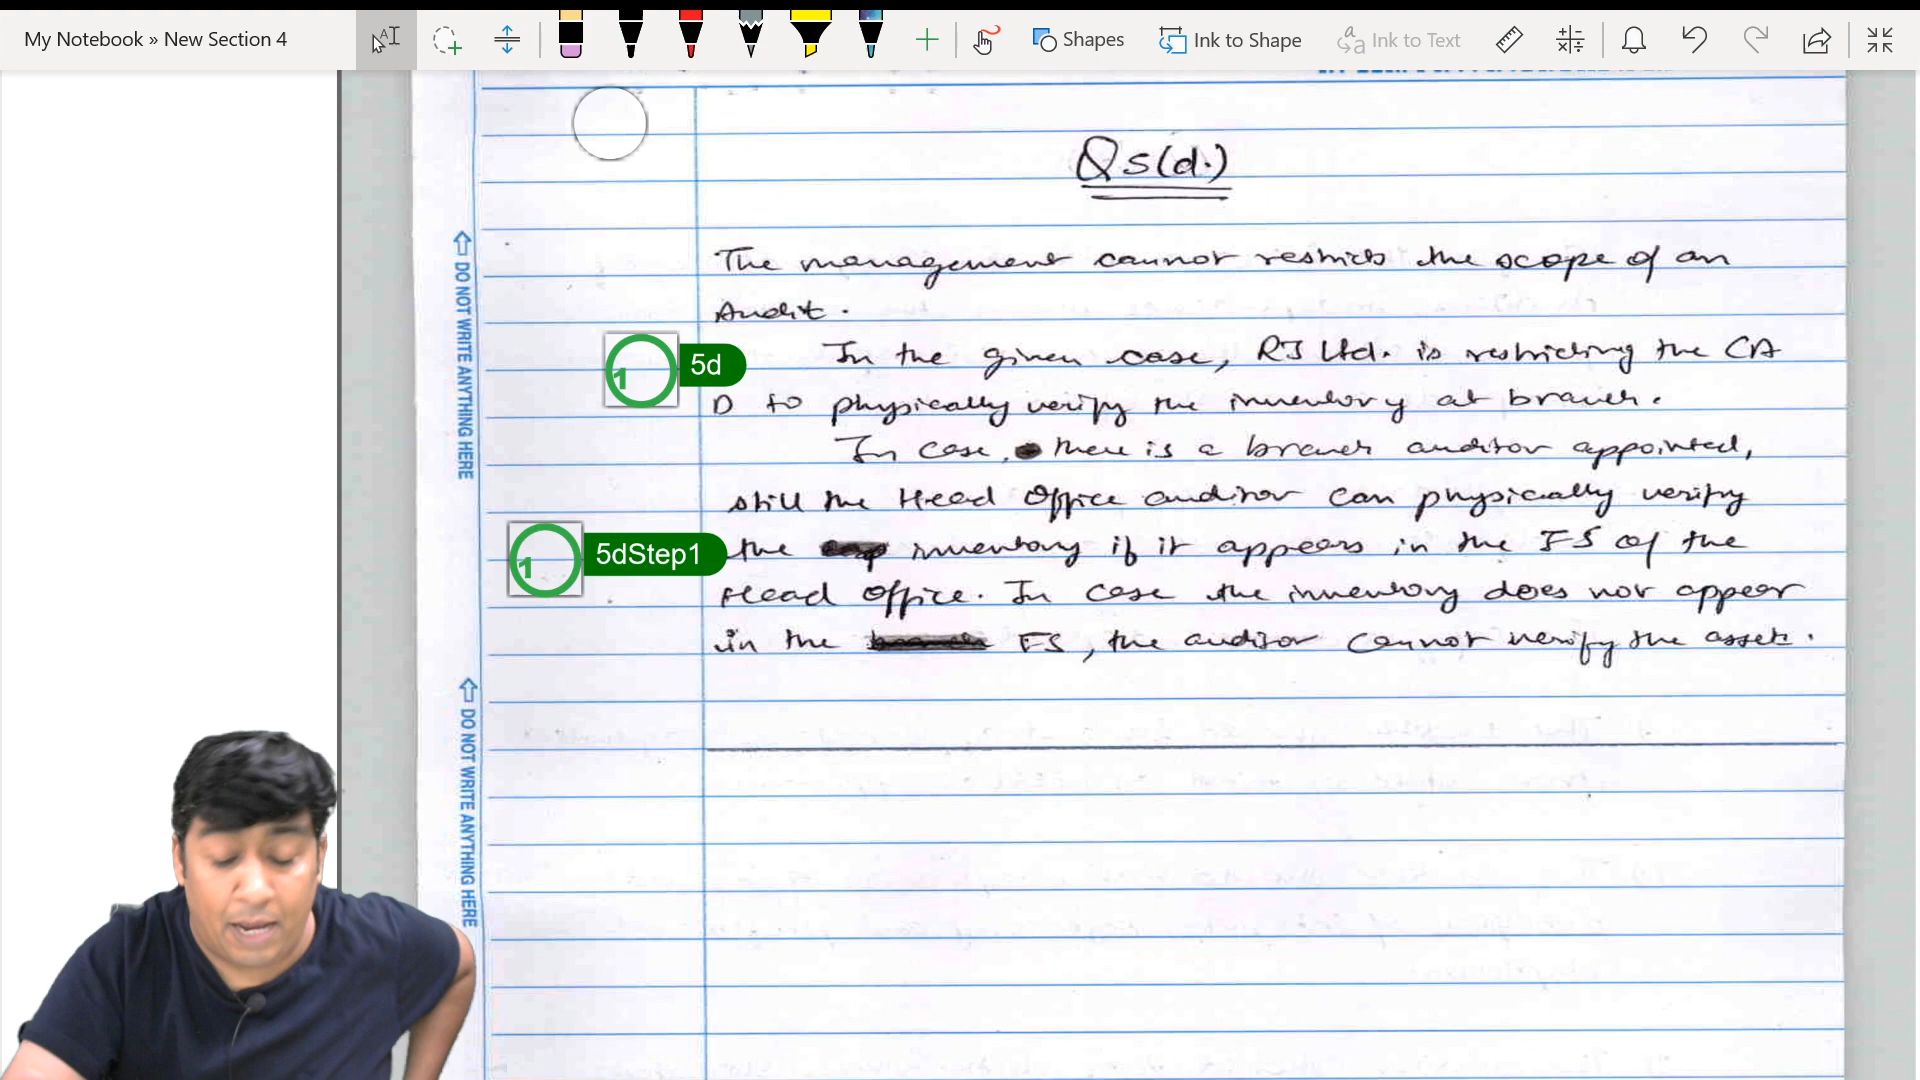 My Notebook » New Section 4
Shapes
Ink to Shape
Ink to Text
Q5(d.)
The management cannot restrict the scope of an
Audit.
In the given case, RJ Ltd. is restricting the CA
1
5d
D to physically verify the inventory at branch.
In case, there is a branch auditor appointed,
still the Head Office auditor can physically verify
1
5dStep1
the inventory if it appears in the FS of the
Head Office. In case the inventory does not appear
in the FS, the auditor cannot verify the asset.
DO NOT WRITE ANYTHING HERE
DO NOT WRITE ANYTHING HERE